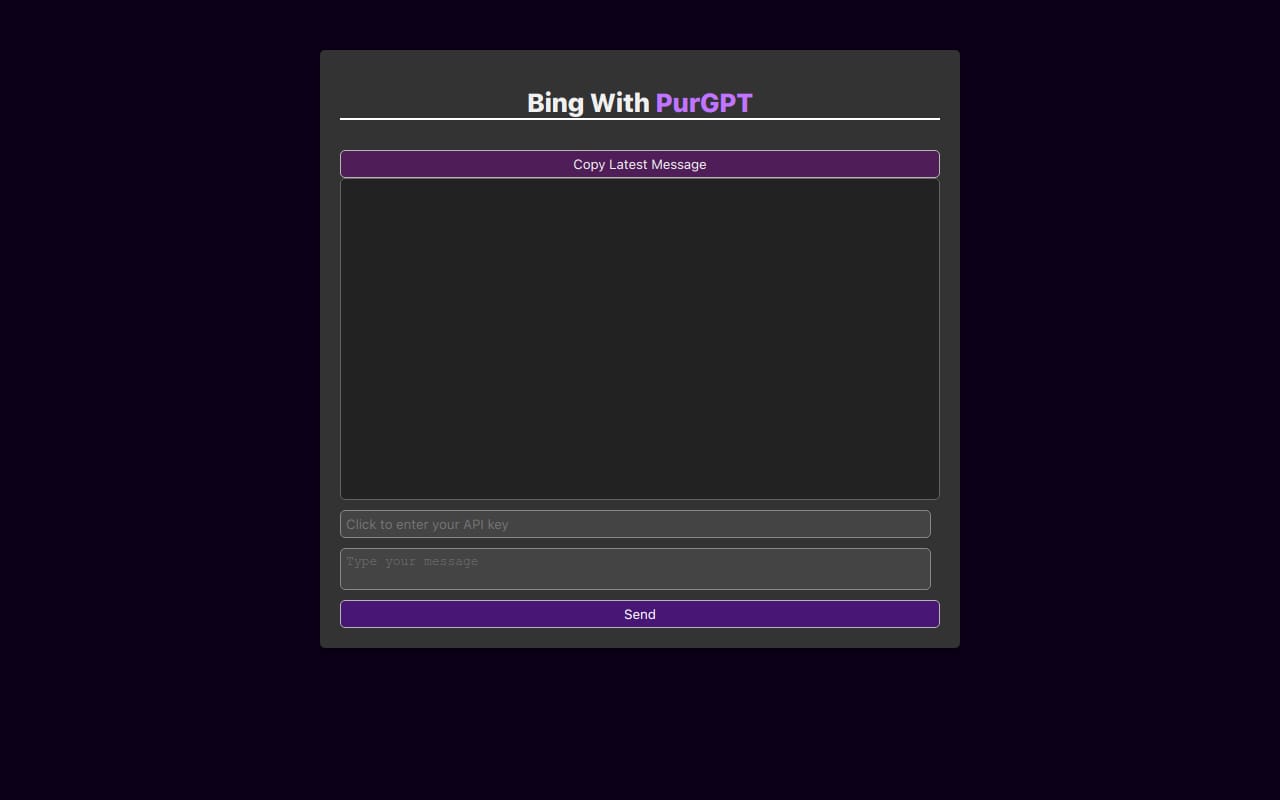 Bing With PurGPT
Copy Latest Message
Click to enter your API key
Type your message
Send